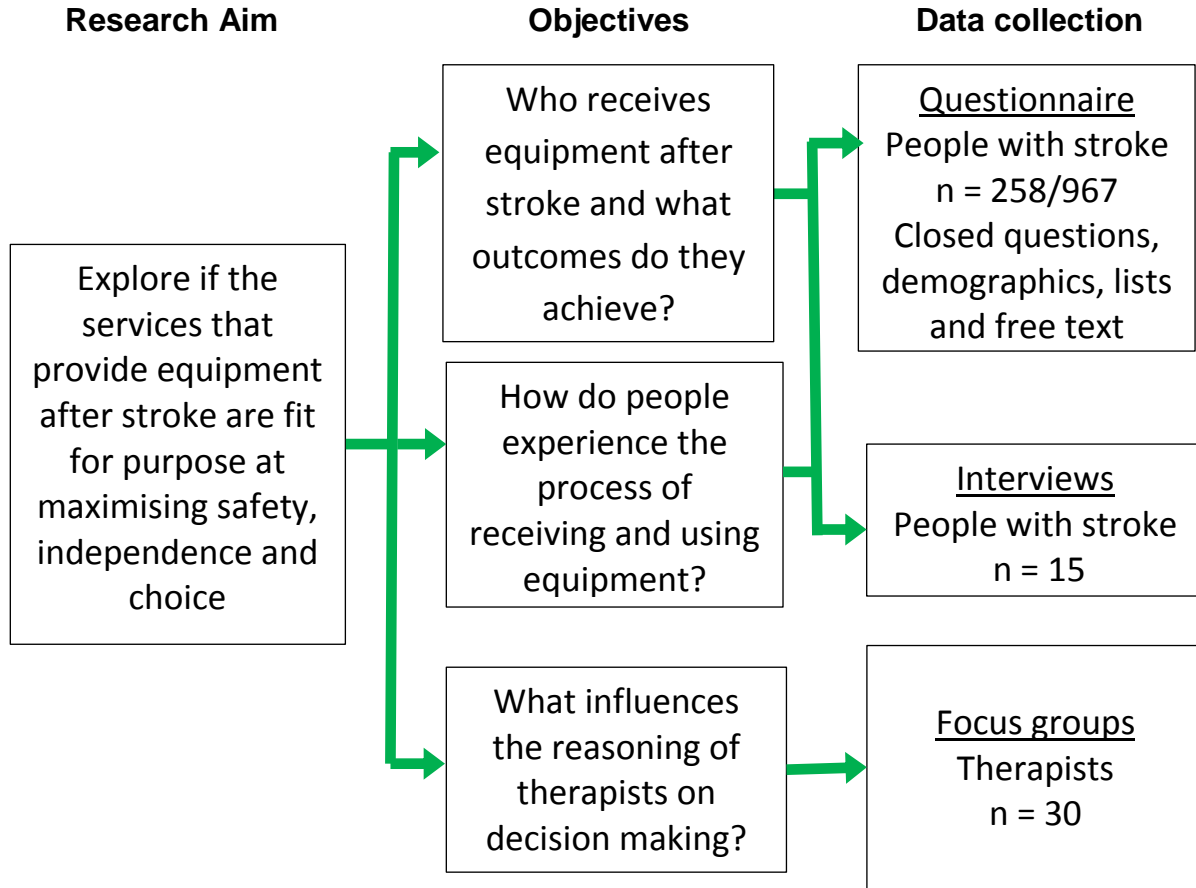 Research Aim
Objectives
Data collection
Explore if the
services that
provide equipment
after stroke are fit
for purpose at
maximising safety,
independence and
choice
Who receives
equipment after
stroke and what
outcomes do they
achieve?
How do people
experience the
process of
receiving and using
equipment?
What influences
the reasoning of
therapists on
decision making?
Questionnaire
People with stroke
n = 258/967
Closed questions,
demographics, lists
and free text
Interviews
People with stroke
n = 15
Focus groups
Therapists
n = 30